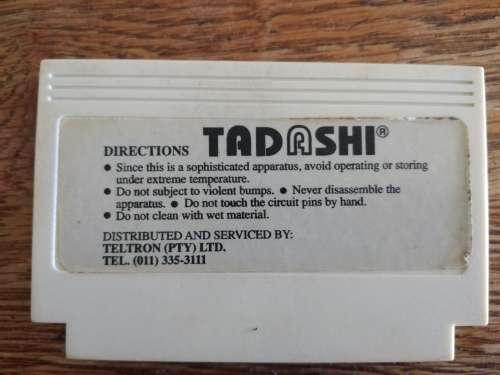 DIRECTIONS TADASHI®
● Since this is a sophisticated apparatus, avoid operating or storing
under extreme temperature.
● Do not subject to violent bumps. ● Never disassemble the
apparatus. ● Do not touch the circuit pins by hand.
● Do not clean with wet material.
DISTRIBUTED AND SERVICED BY:
TELTRON (PTY) LTD.
TEL. (011) 335-3111